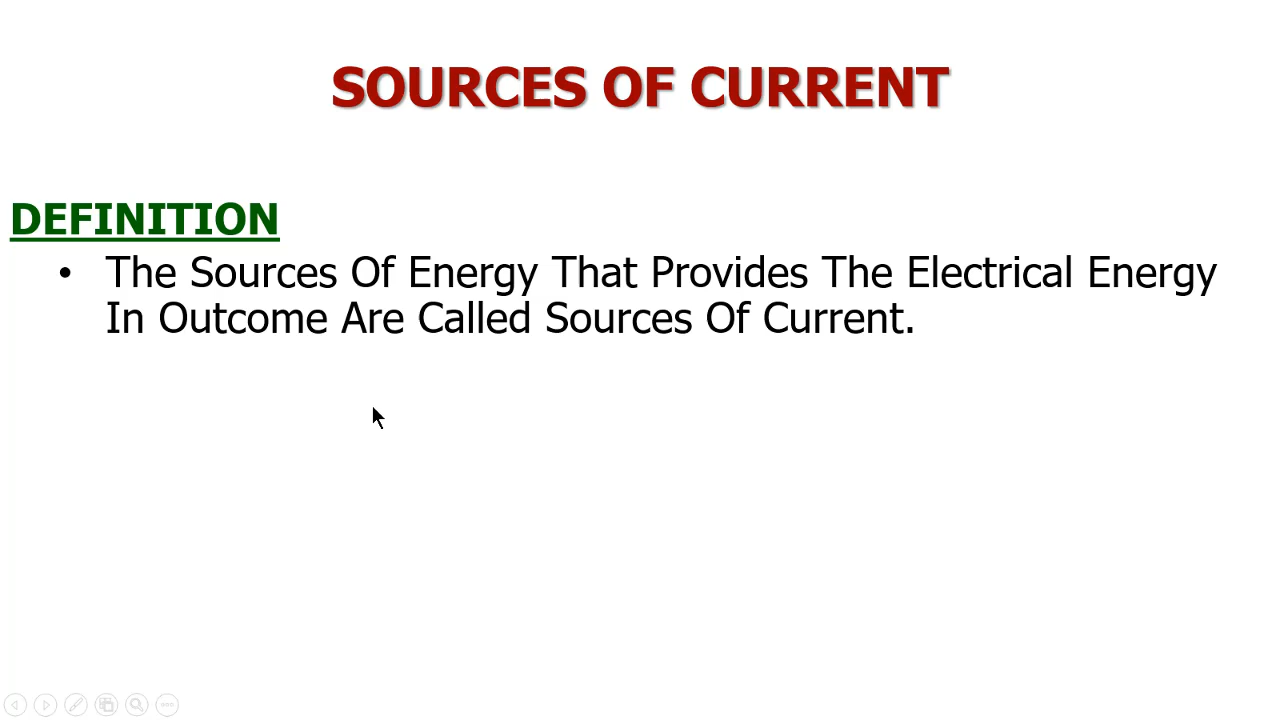 SOURCES OF CURRENT
DEFINITION
• The Sources Of Energy That Provides The Electrical Energy
In Outcome Are Called Sources Of Current.